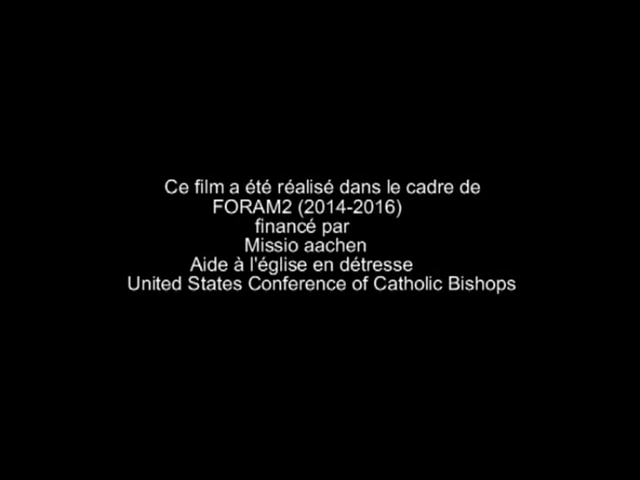 Ce film a été réalisé dans le cadre de
FORAM2 (2014-2016)
financé par
Missio aachen
Aide à l'église en détresse
United States Conference of Catholic Bishops